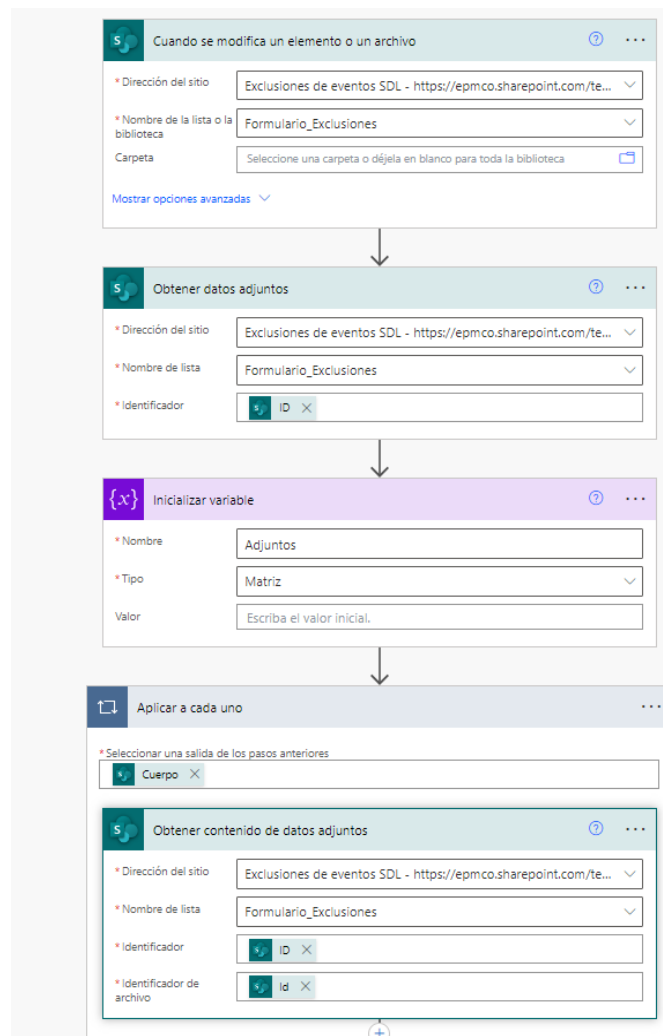 Cuando se modifica un elemento o un archivo
* Dirección del sitio
Exclusiones de eventos SDL - https://epmco.sharepoint.com/te...
* Nombre de la lista o la
biblioteca
Formulario_Exclusiones
Carpeta
Seleccione una carpeta o déjela en blanco para toda la biblioteca
Mostrar opciones avanzadas
S
Obtener datos adjuntos
* Dirección del sitio
Exclusiones de eventos SDL - https://epmco.sharepoint.com/te...
* Nombre de lista
Formulario_Exclusiones
* Identificador
ID
{x}
Inicializar variable
* Nombre
Adjuntos
* Tipo
Matriz
Valor
Escriba el valor inicial.
Aplicar a cada uno
* Seleccionar una salida de los pasos anteriores
Cuerpo
S
Obtener contenido de datos adjuntos
* Dirección del sitio
Exclusiones de eventos SDL - https://epmco.sharepoint.com/te...
* Nombre de lista
Formulario_Exclusiones
* Identificador
ID
* Identificador de
archivo
Id